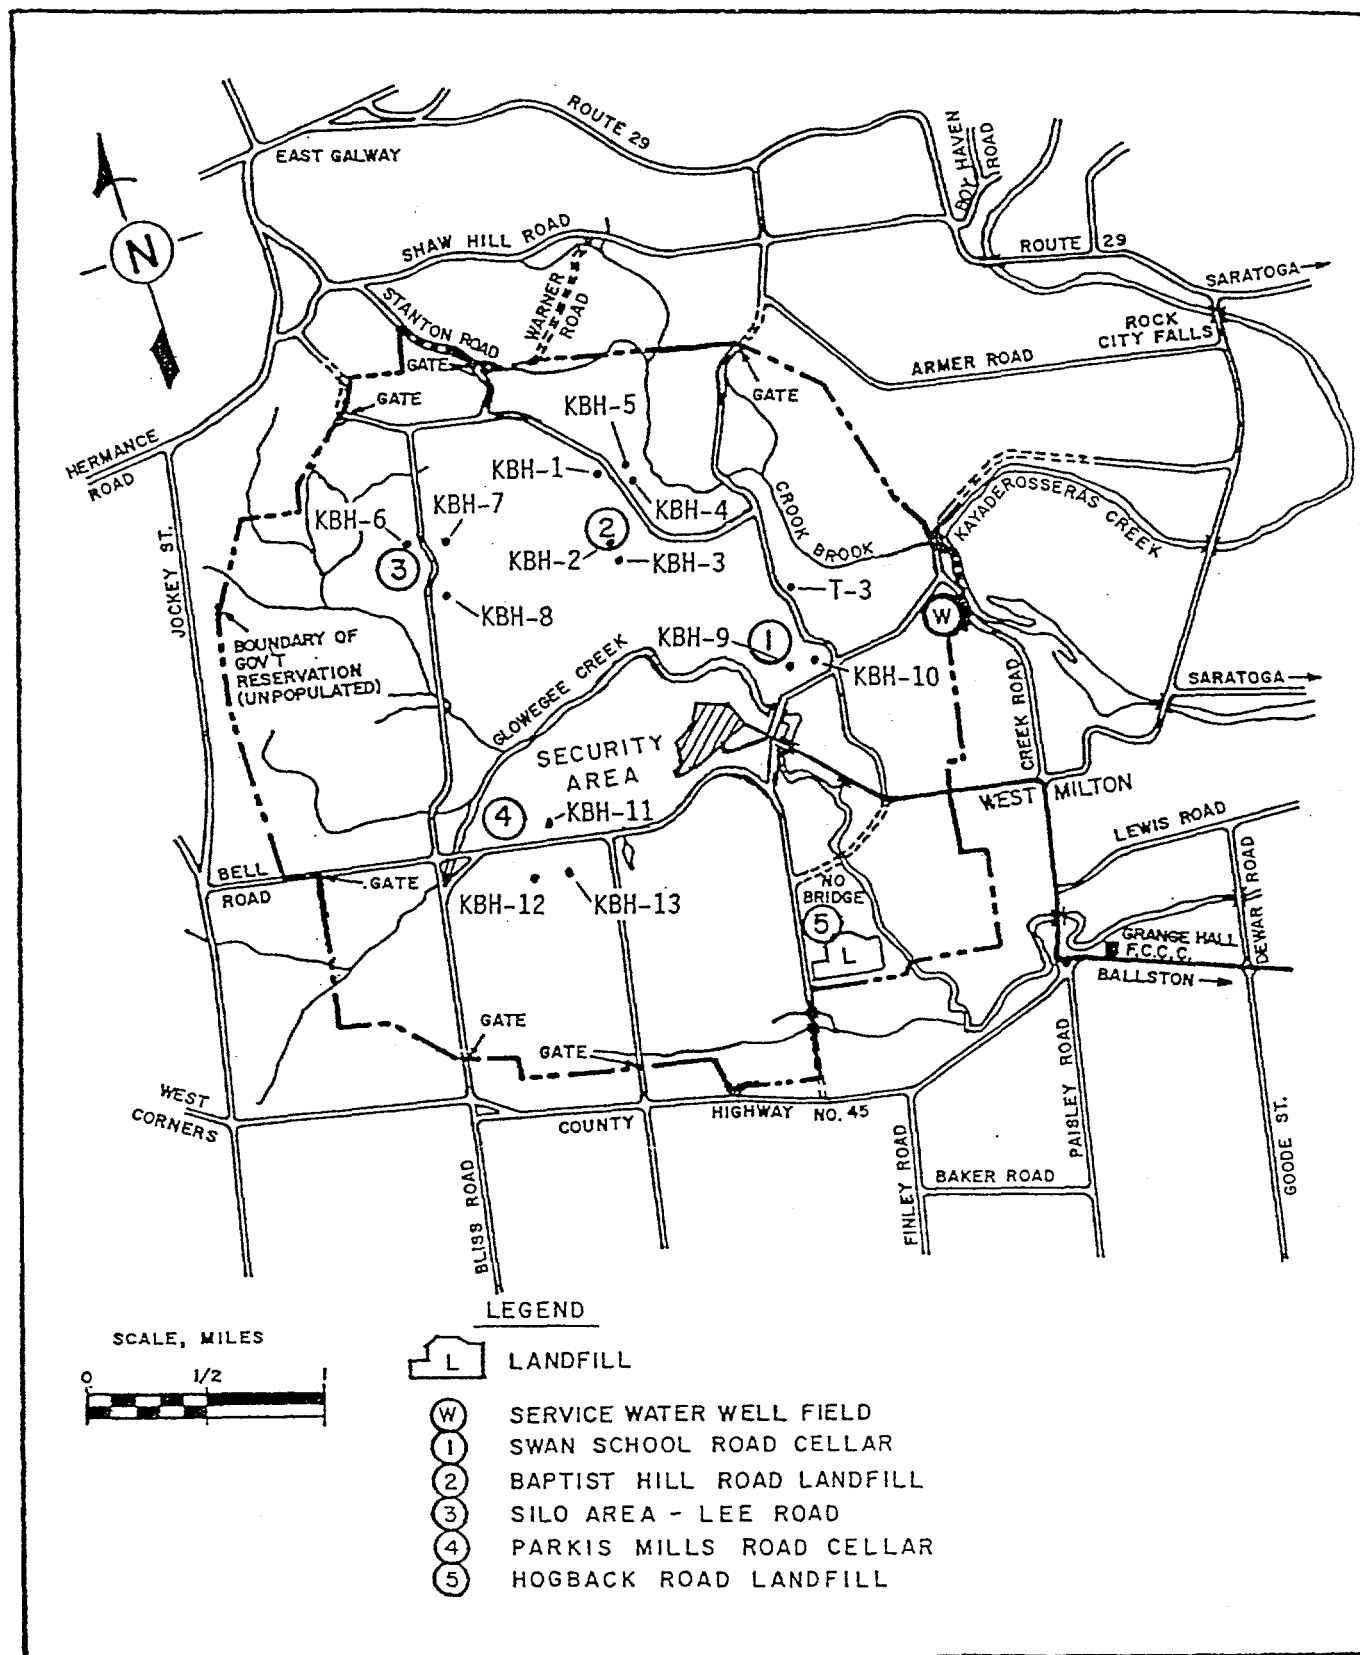 ROUTE 29
EAST GALWAY
BOY HAVEN
ROAD
N
SHAW HILL ROAD
ROUTE 29
SARATOGA
WARNER
ROAD
STANTON ROAD
ROCK
CITY FALLS
ARMER ROAD
GATE
GATE
GATE
KBH-5
HERMANCE
ROAD
KBH-1
KBH-4
KBH-7
KBH-6
CROOK BROOK
KAYADEROSSERAS CREEK
2
3
KBH-2
KBH-3
T-3
KBH-8
JOCKEY ST.
W
BOUNDARY OF
GOV'T
RESERVATION
(UNPOPULATED)
KBH-9
1
KBH-10
GLOWEGEE CREEK
CREEK ROAD
SARATOGA
SECURITY
AREA
WEST MILTON
4
KBH-11
LEWIS ROAD
BELL
ROAD
GATE
KBH-12
KBH-13
NO
BRIDGE
5
L
DEWAR ROAD
GRANGE HALL
F.C.C.C.
BALLSTON
GATE
GATE
WEST
CORNERS
COUNTY
HIGHWAY
NO. 45
PAISLEY ROAD
GOODE ST.
BLISS ROAD
FINLEY ROAD
BAKER ROAD
LEGEND
SCALE, MILES
0 1/2 1
L LANDFILL
W SERVICE WATER WELL FIELD
1 SWAN SCHOOL ROAD CELLAR
2 BAPTIST HILL ROAD LANDFILL
3 SILO AREA - LEE ROAD
4 PARKIS MILLS ROAD CELLAR
5 HOGBACK ROAD LANDFILL